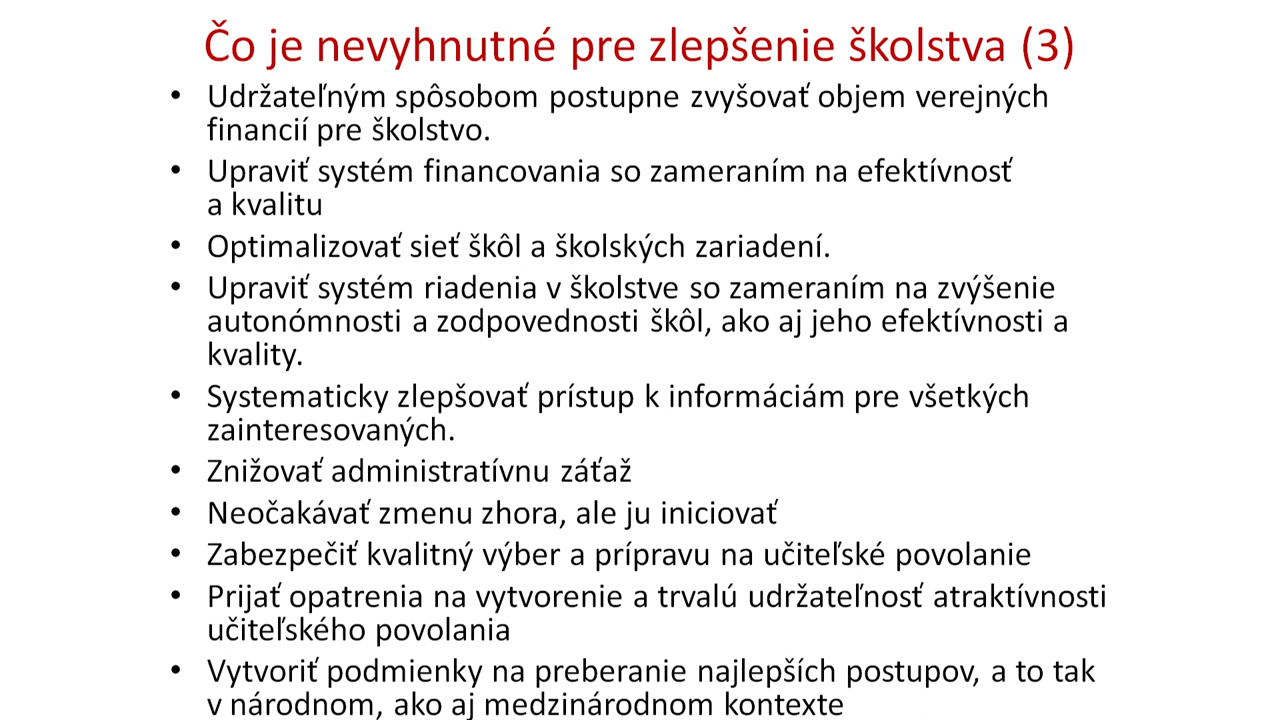 Čo je nevyhnutné pre zlepšenie školstva (3)
• Udržateľným spôsobom postupne zvyšovať objem verejných
financií pre školstvo.
• Upraviť systém financovania so zameraním na efektívnosť
a kvalitu
• Optimalizovať sieť škôl a školských zariadení.
• Upraviť systém riadenia v školstve so zameraním na zvýšenie
autonómnosti a zodpovednosti škôl, ako aj jeho efektívnosti a
kvality.
• Systematicky zlepšovať prístup k informáciám pre všetkých
zainteresovaných.
• Znižovať administratívnu záťaž
• Neočakávať zmenu zhora, ale ju iniciovať
• Zabezpečiť kvalitný výber a prípravu na učiteľské povolanie
• Prijať opatrenia na vytvorenie a trvalú udržateľnosť atraktívnosti
učiteľského povolania
• Vytvoriť podmienky na preberanie najlepších postupov, a to tak
v národnom, ako aj medzinárodnom kontexte